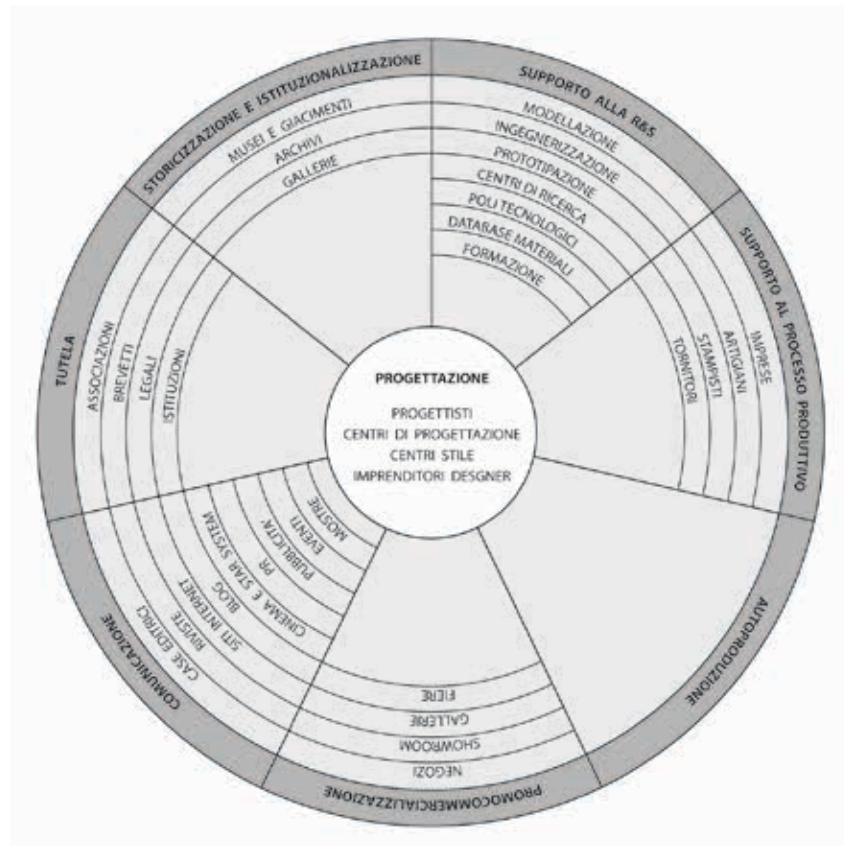 STORICIZZAZIONE E ISTITUZIONALIZZAZIONE
MUSEI E GIACIMENTI
ARCHIVI
GALLERIE
SUPPORTO ALLA R&S
MODELLAZIONE
INGEGNERIZZAZIONE
PROTOTIPAZIONE
CENTRI DI RICERCA
POLI TECNOLOGICI
DATABASE MATERIALI
FORMAZIONE
SUPPORTO AL PROCESSO PRODUTTIVO
IMPRESE
ARTIGIANI
STAMPISTI
TORNITORI
AUTOPRODUZIONE
PROMOCOMMERCIALIZZAZIONE
NEGOZI
SHOWROOM
GALLERIE
FIERE
COMUNICAZIONE
CASE EDITRICI
RIVISTE
SITI INTERNET
BLOG
CINEMA E STAR SYSTEM
PR
PUBBLICITA'
EVENTI
MOSTRE
TUTELA
ASSOCIAZIONI
BREVETTI
LEGALI
ISTITUZIONI
PROGETTAZIONE
PROGETTISTI
CENTRI DI PROGETTAZIONE
CENTRI STILE
IMPRENDITORI DESGNER